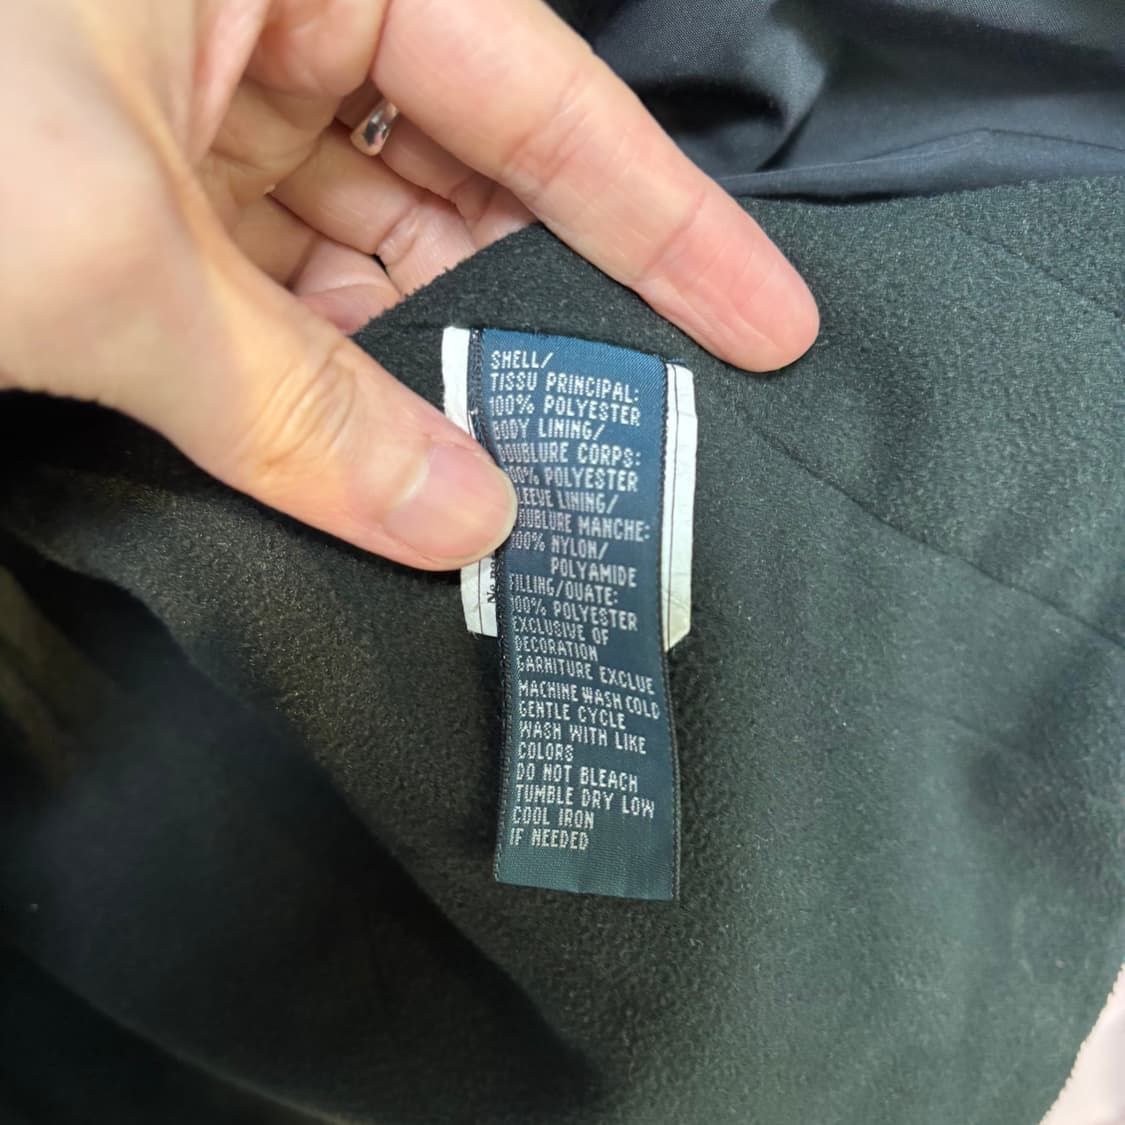 SHELL/
TISSU PRINCIPAL:
100% POLYESTER
BODY LINING/
DOUBLURE CORPS:
100% POLYESTER
SLEEVE LINING/
DOUBLURE MANCHE:
100% NYLON/
POLYAMIDE
FILLING/OUATE:
100% POLYESTER
EXCLUSIVE OF
DECORATION
GARNITURE EXCLUE
MACHINE WASH COLD
GENTLE CYCLE
WASH WITH LIKE
COLORS
DO NOT BLEACH
TUMBLE DRY LOW
COOL IRON
IF NEEDED